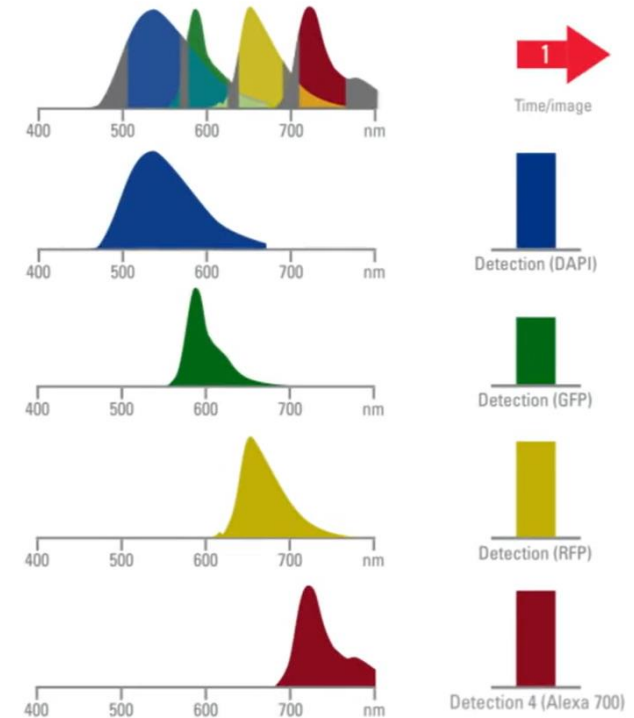 1
Time/image
400 500 600 700 nm
400 500 600 700 nm
Detection (DAPI)
400 500 600 700 nm
Detection (GFP)
400 500 600 700 nm
Detection (RFP)
400 500 600 700 nm
Detection 4 (Alexa 700)